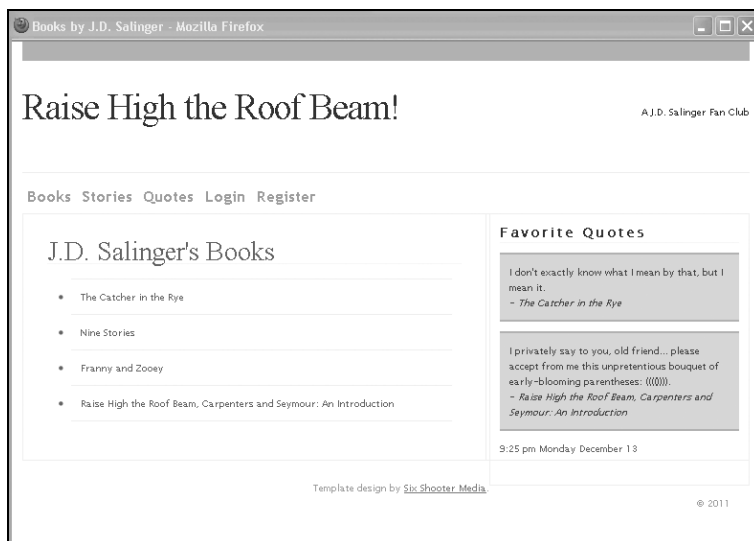 Books by J.D. Salinger - Mozilla Firefox
Raise High the Roof Beam!
A J.D. Salinger Fan Club
Books Stories Quotes Login Register
J.D. Salinger's Books
• The Catcher in the Rye
• Nine Stories
• Franny and Zooey
• Raise High the Roof Beam, Carpenters and Seymour: An Introduction
Favorite Quotes
I don't exactly know what I mean by that, but I
mean it.
- The Catcher in the Rye
I privately say to you, old friend... please
accept from me this unpretentious bouquet of
early-blooming parentheses: (((()))).
- Raise High the Roof Beam, Carpenters and
Seymour: An Introduction
9:25 pm Monday December 13
Template design by Six Shooter Media.
© 2011